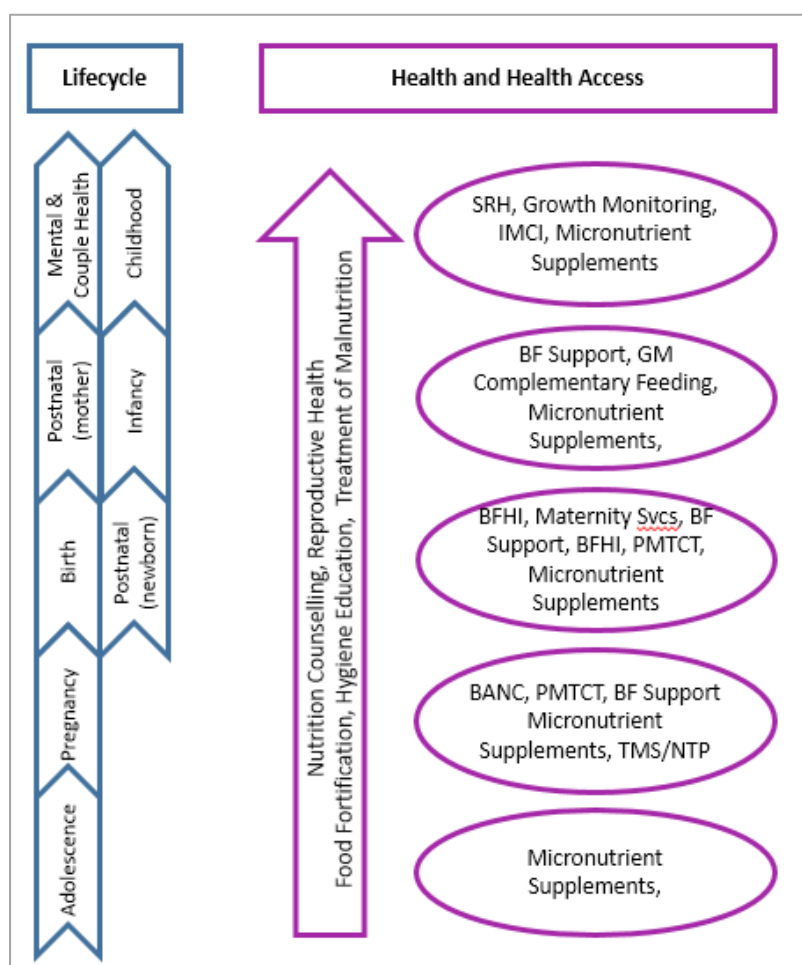 Lifecycle
Health and Health Access
Mental &
Couple Health
Childhood
Postnatal
(mother)
Infancy
Birth
Postnatal
(newborn)
Pregnancy
Adolescence
Nutrition Counselling, Reproductive Health
Food Fortification, Hygiene Education, Treatment of Malnutrition
SRH, Growth Monitoring,
IMCI, Micronutrient
Supplements
BF Support, GM
Complementary Feeding,
Micronutrient
Supplements,
BFHI, Maternity Svcs, BF
Support, BFHI, PMTCT,
Micronutrient
Supplements
BANC, PMTCT, BF Support
Micronutrient
Supplements, TMS/NTP
Micronutrient
Supplements,